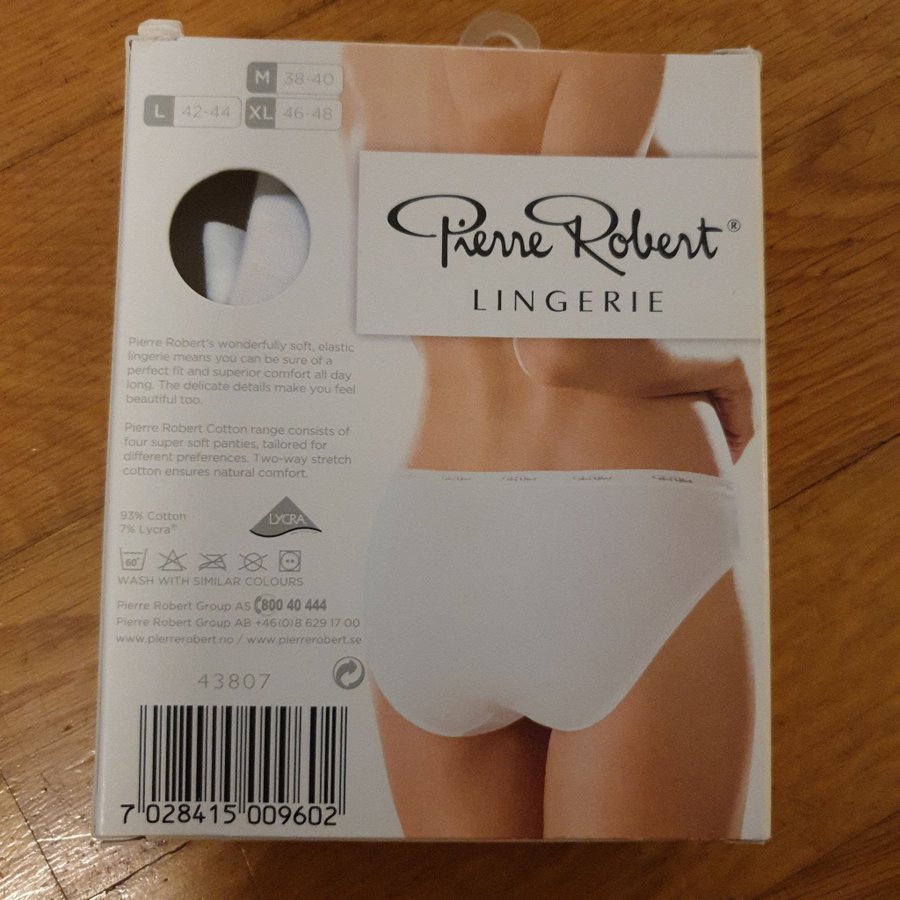 M 38-40
L 42-44 XL 46-48
Pierre Robert®
LINGERIE
Pierre Robert's wonderfully soft, elastic
lingerie means you can be sure of a
perfect fit and superior comfort all day
long. The delicate details make you feel
beautiful too.
Pierre Robert Cotton range consists of
four super soft panties, tailored for
different preferences. Two-way stretch
cotton ensures natural comfort.
93% Cotton
7% Lycra®
LYCRA
60°
WASH WITH SIMILAR COLOURS
Pierre Robert Group AS 800 40 444
Pierre Robert Group AB +46(0)8 629 17 00
www.pierrerobert.no / www.pierrerobert.se
43807
7 028415 009602